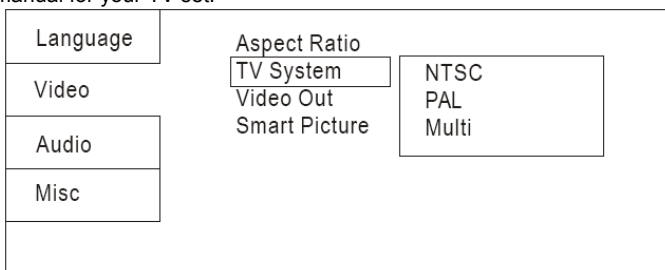 manual for your TV set.
Language
Video
Audio
Misc
Aspect Ratio
TV System
Video Out
Smart Picture
NTSC
PAL
Multi